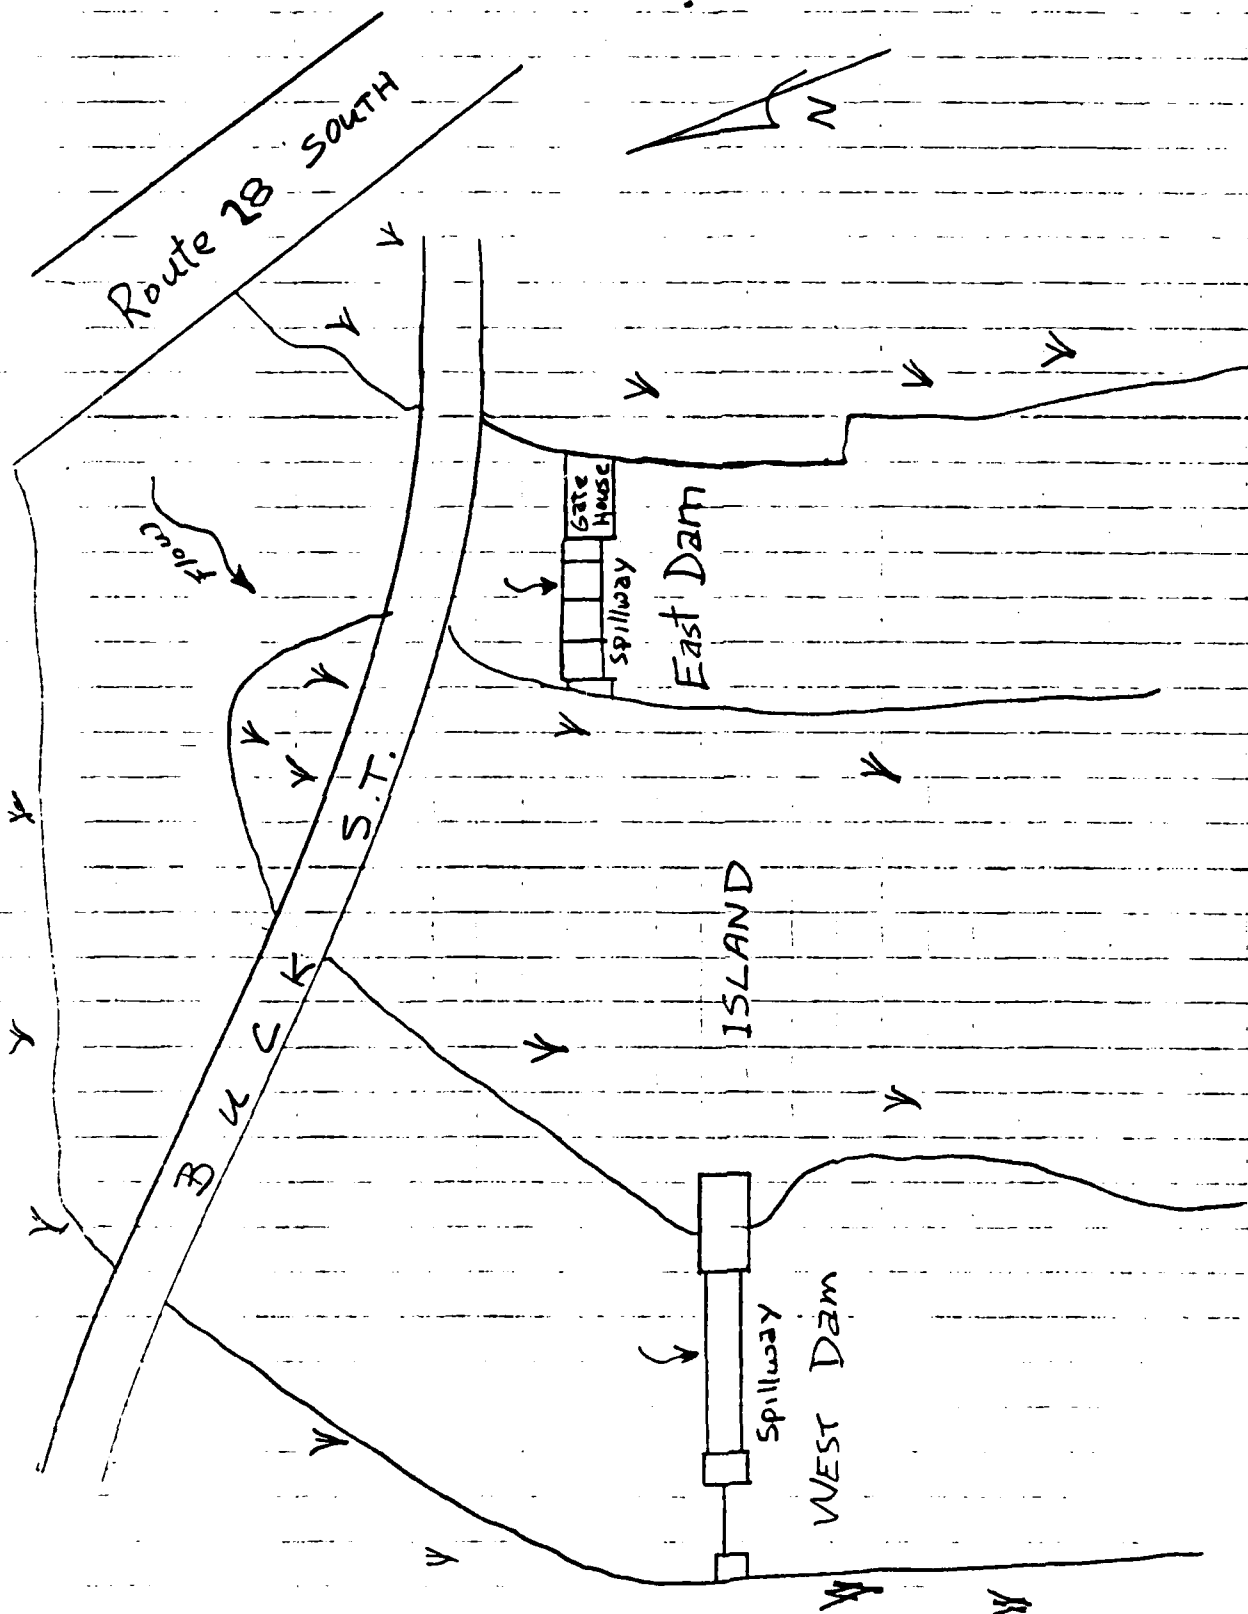 Route 28 SOUTH
N
Flow
Gate
House
Spillway
East Dam
BUCK S.T.
ISLAND
Spillway
WEST Dam